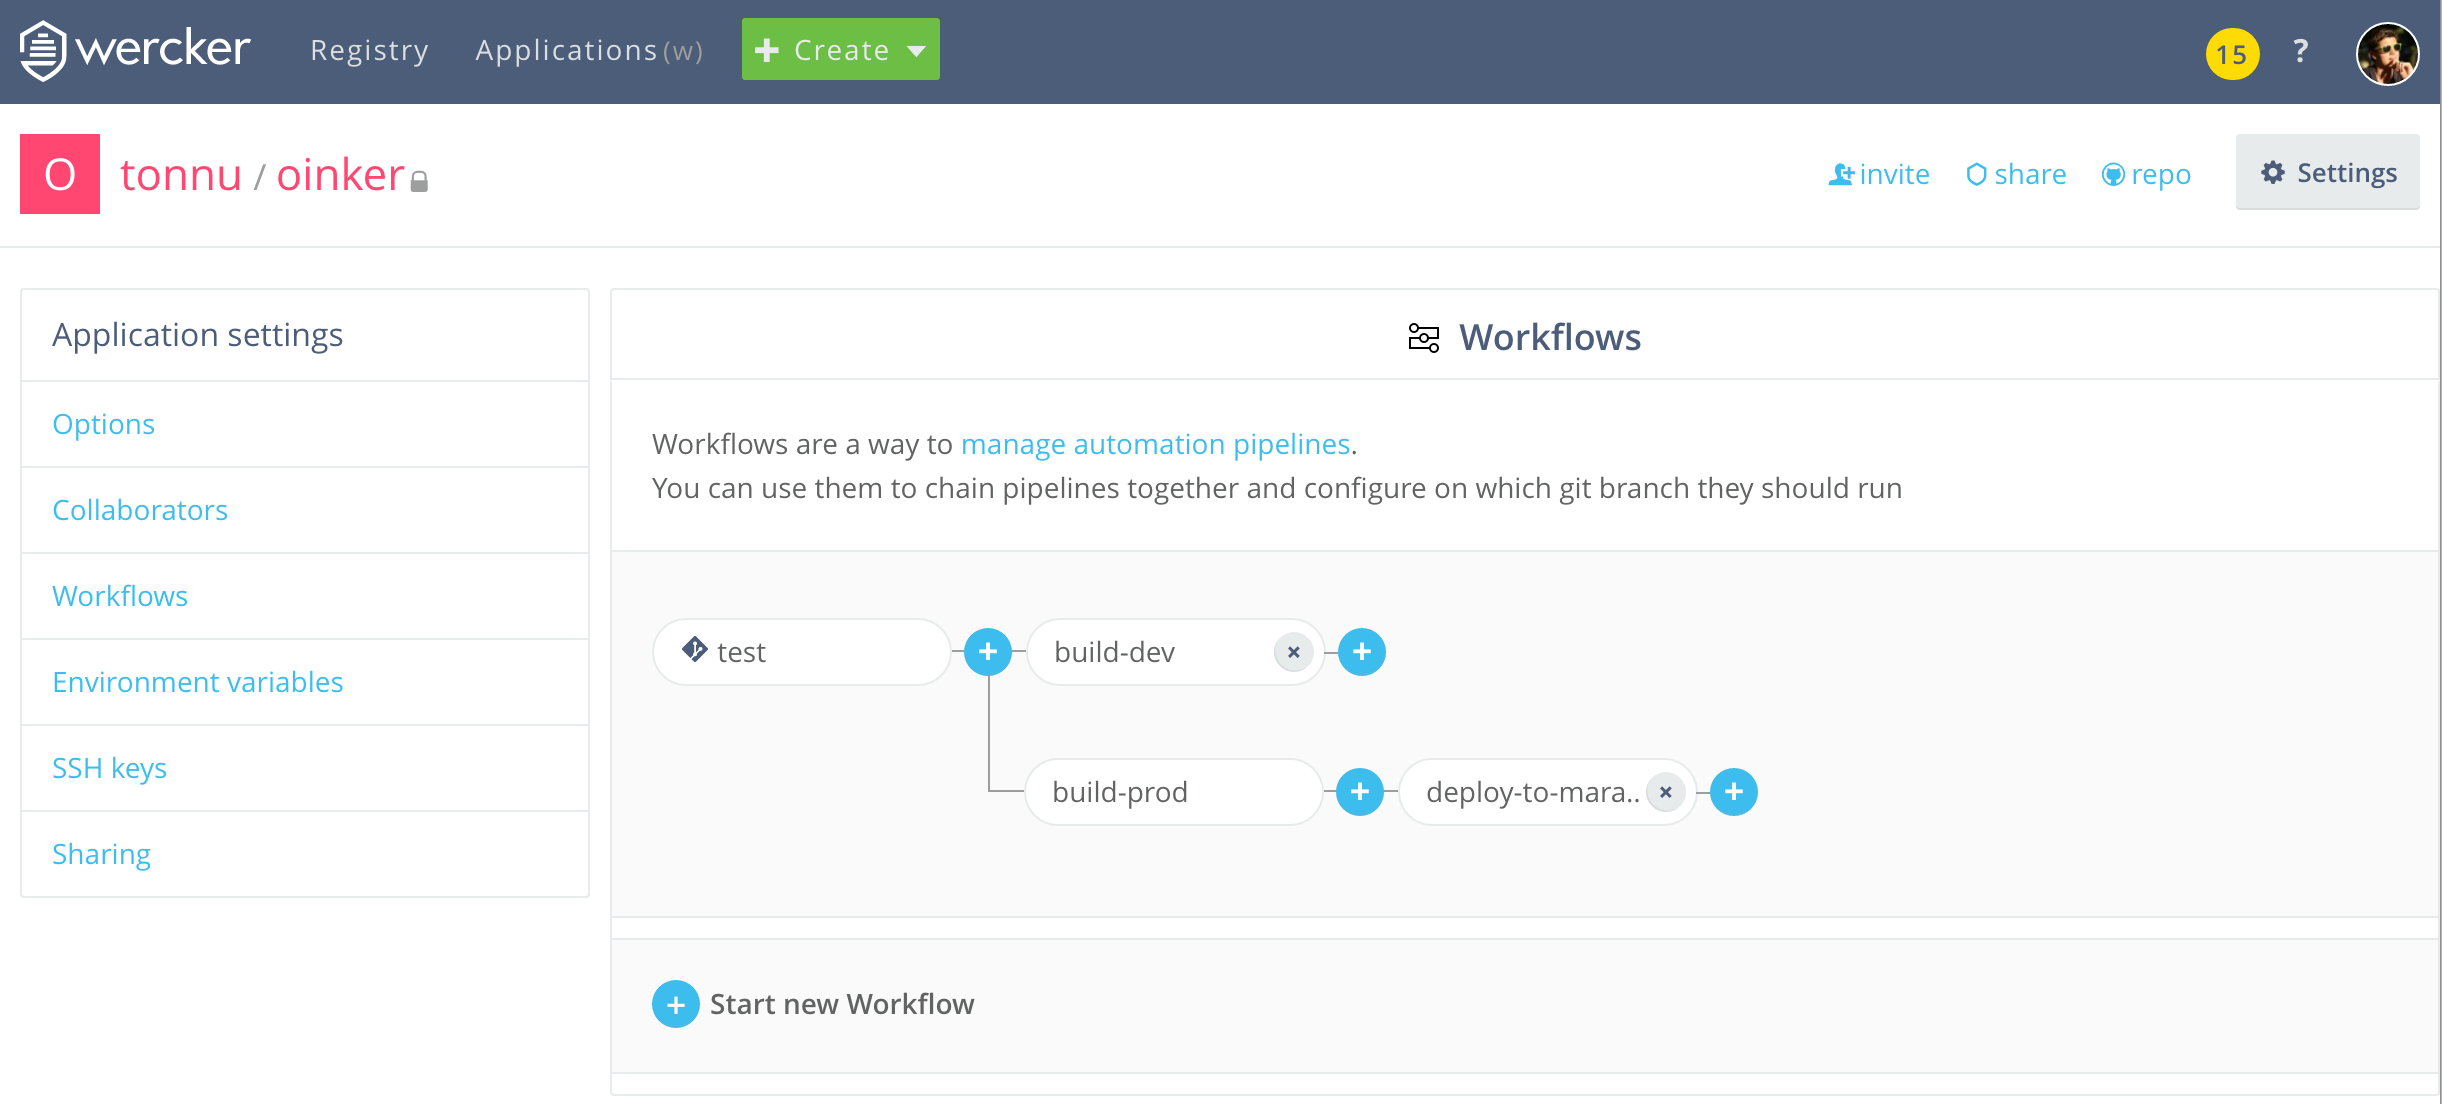 wercker Registry Applications(w) + Create 15 ?
O tonnu / oinker invite share repo Settings
Application settings
Options
Collaborators
Workflows
Environment variables
SSH keys
Sharing
Workflows
Workflows are a way to manage automation pipelines.
You can use them to chain pipelines together and configure on which git branch they should run
test + build-dev × +
build-prod + deploy-to-mara.. × +
+ Start new Workflow